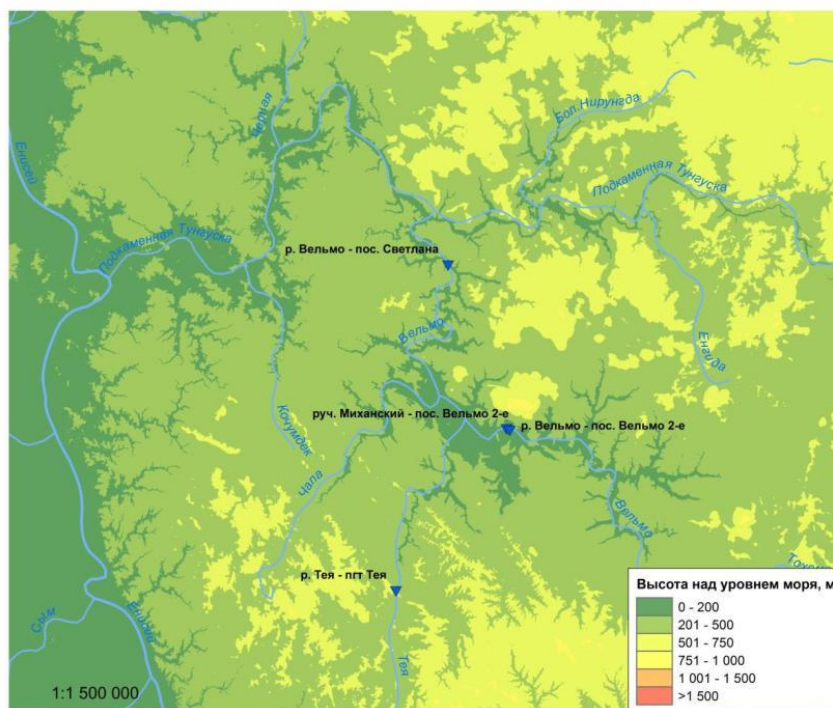 Черная
Бол.Нирунгда
Енисей
Подкаменная Тунгуска
Подкаменная Тунгуска
р. Вельмо - пос. Светлана
Вельмо
Енгида
руч. Миханский - пос. Вельмо 2-е
р. Вельмо - пос. Вельмо 2-е
Кочумдек
Чапа
Вельмо
р. Тея - пгт Тея
Сым
Енисей
Тея
Высота над уровнем моря, м
0 - 200
201 - 500
501 - 750
751 - 1 000
1 001 - 1 500
>1 500
1:1 500 000